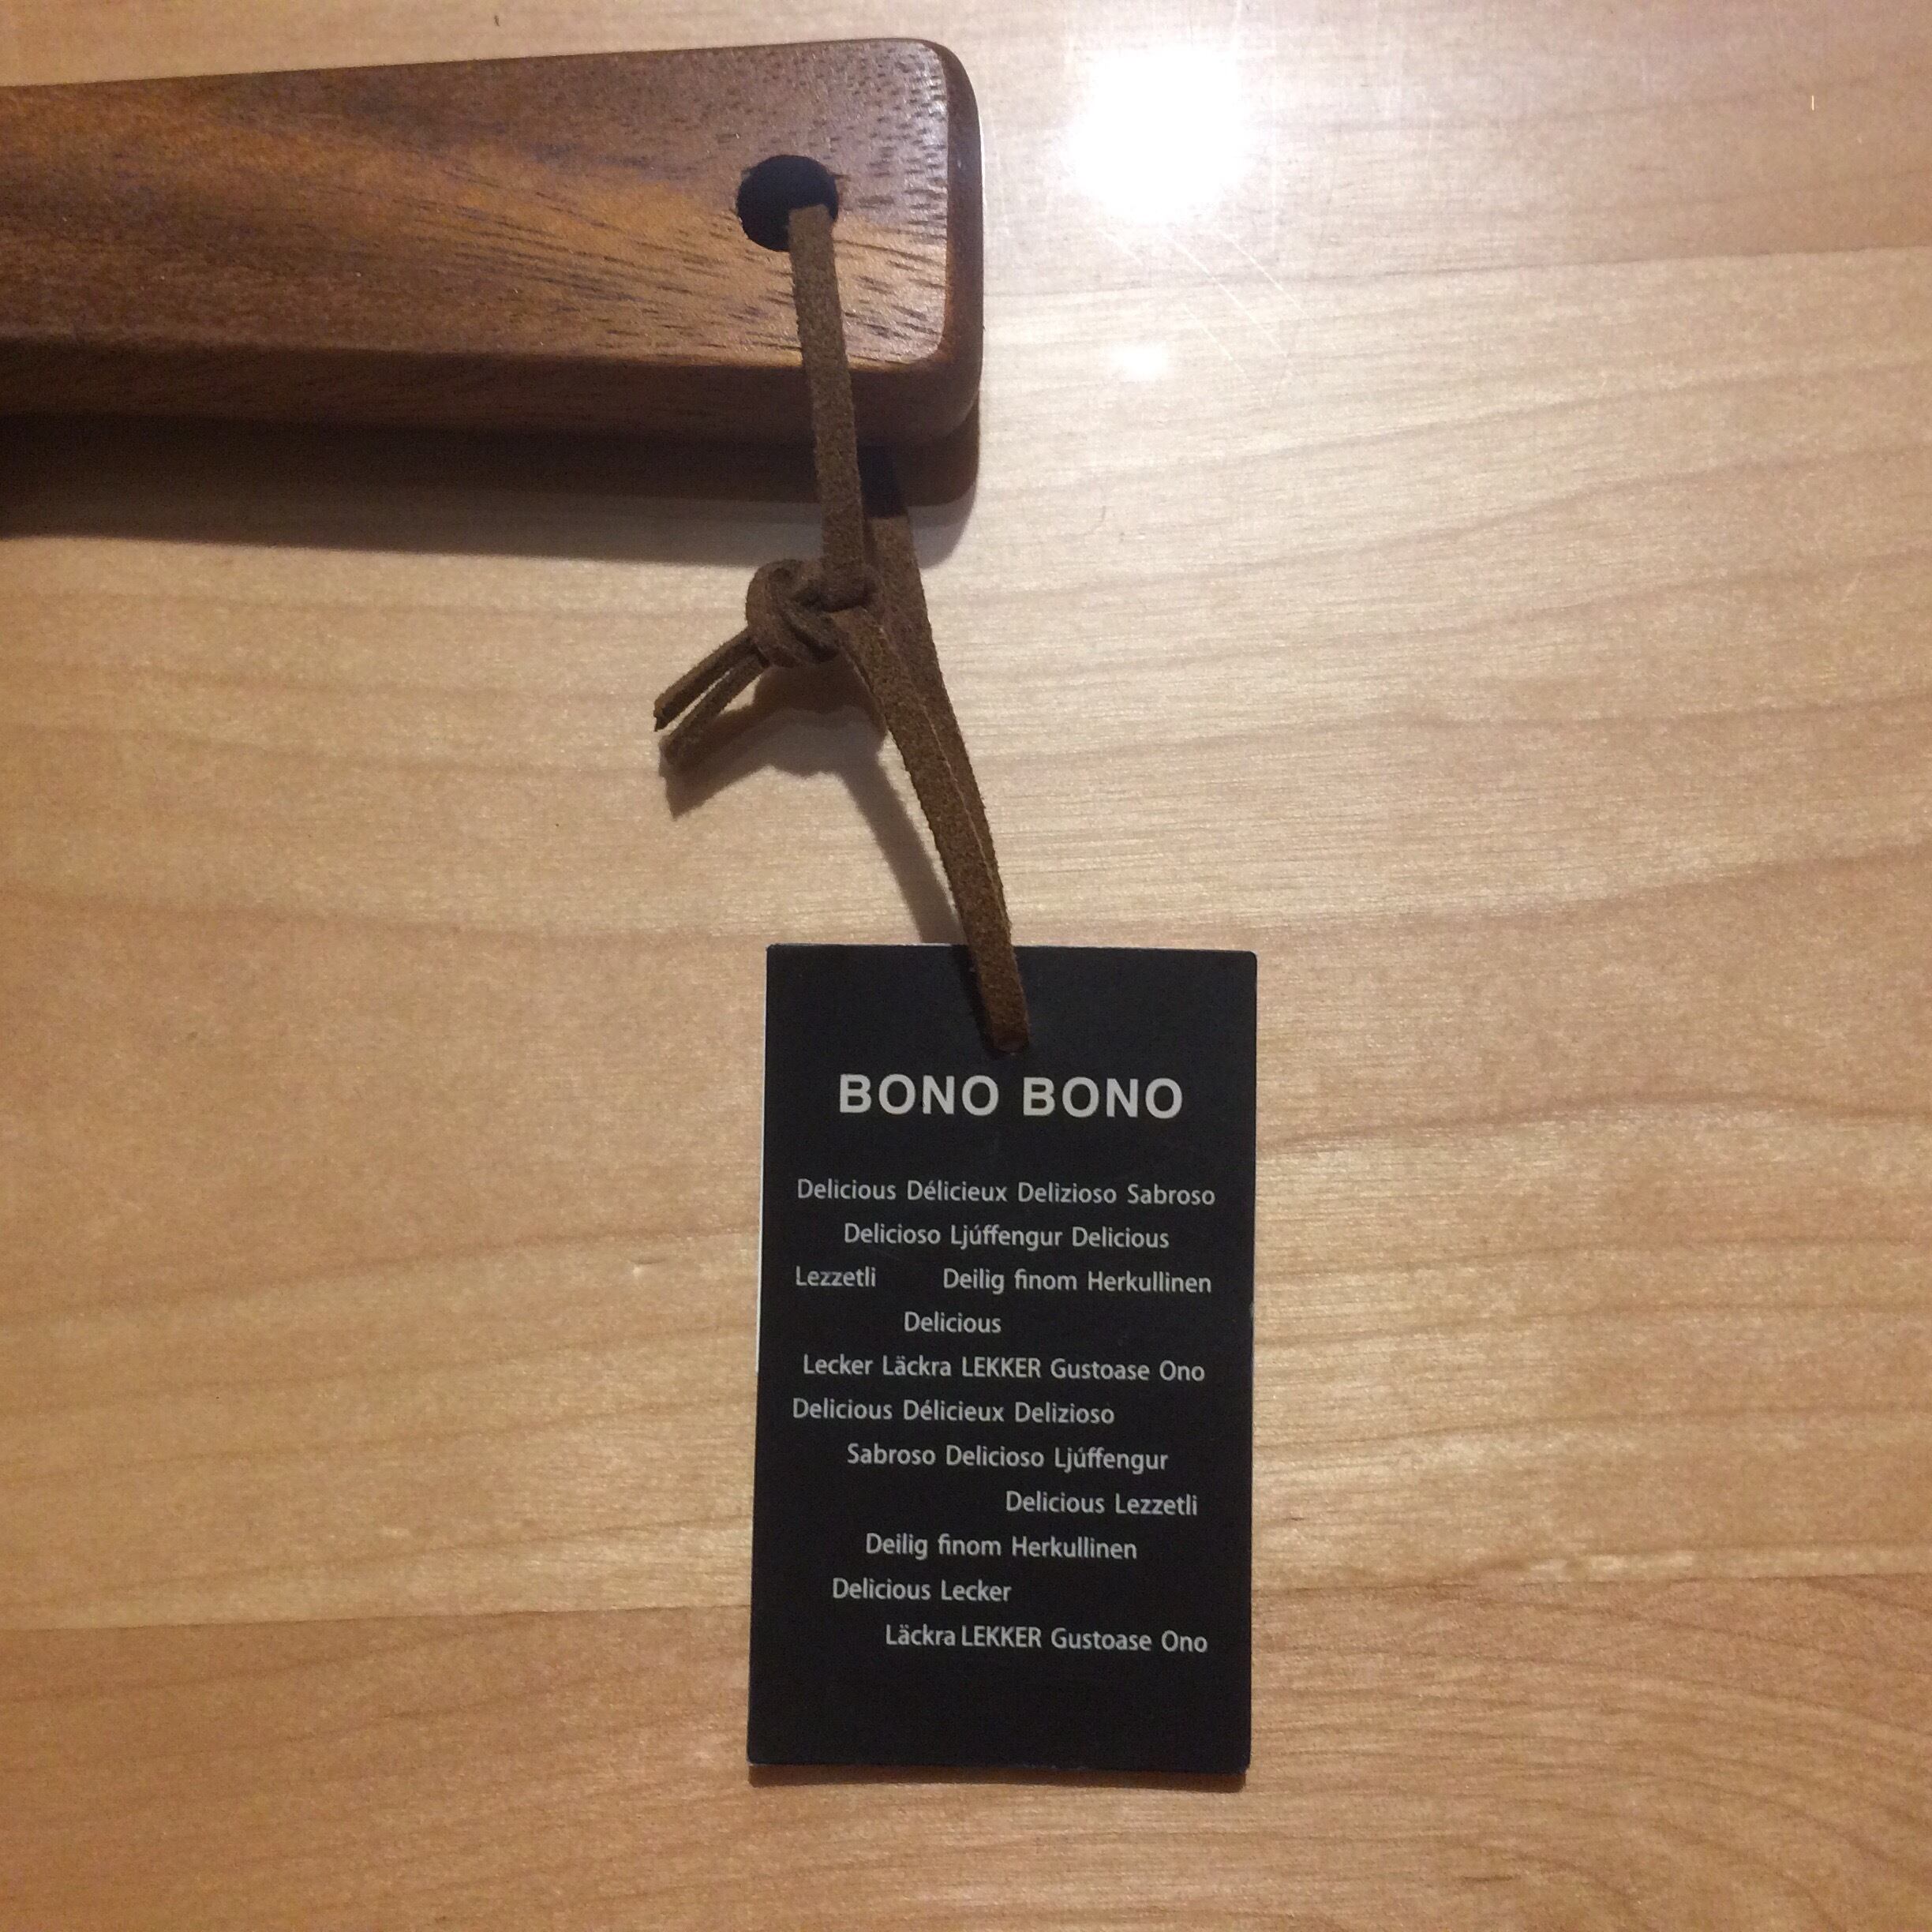 BONO BONO
Delicious Délicieux Delizioso Sabroso
Delicioso Ljúffengur Delicious
Lezzetli Deilig finom Herkullinen
Delicious
Lecker Läckra LEKKER Gustoase Ono
Delicious Délicieux Delizioso
Sabroso Delicioso Ljúffengur
Delicious Lezzetli
Deilig finom Herkullinen
Delicious Lecker
Läckra LEKKER Gustoase Ono